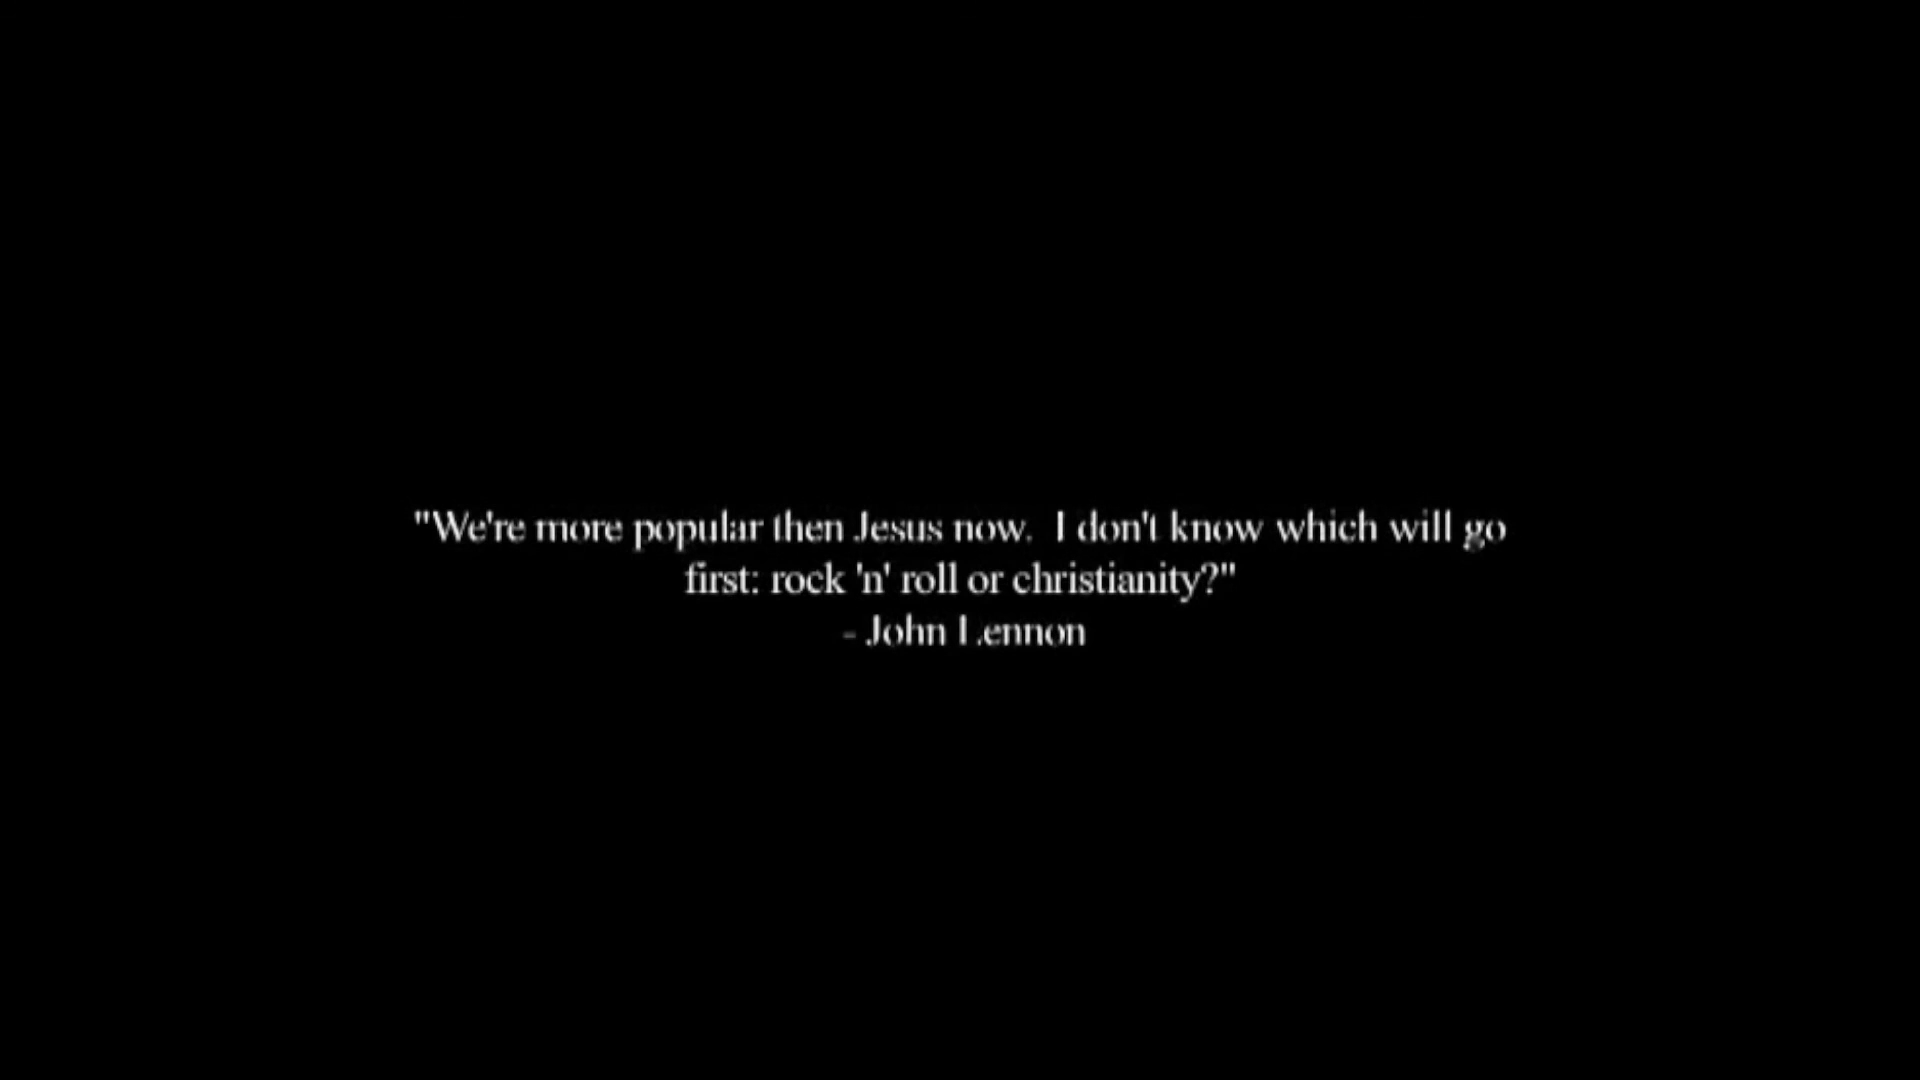 "We're more popular then Jesus now.  I don't know which will go
first: rock 'n' roll or christianity?"
- John Lennon